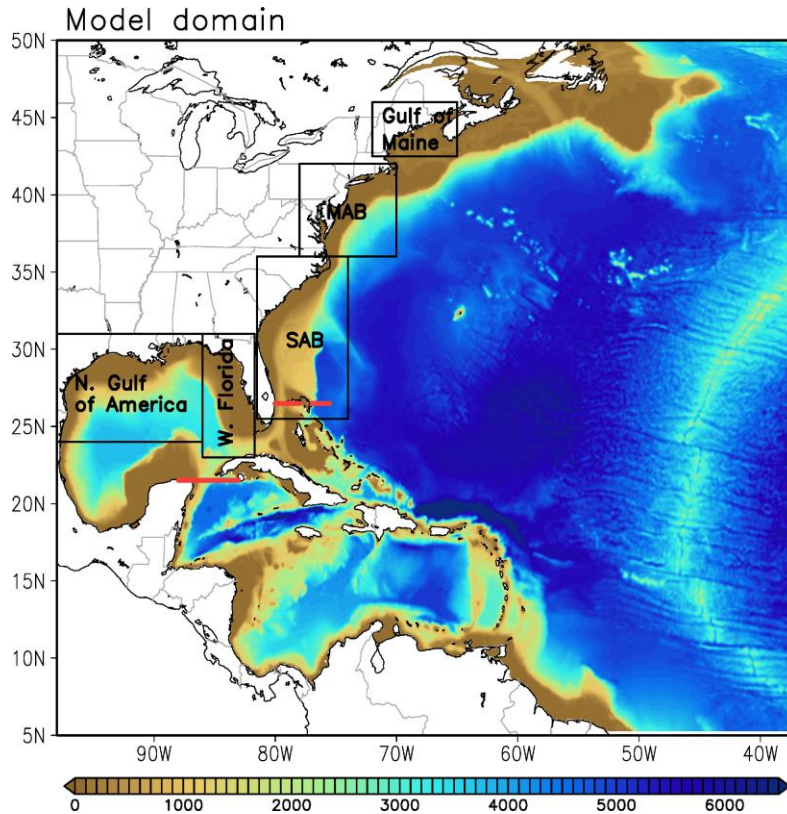 Model domain
50N
45N
40N
35N
30N
25N
20N
15N
10N
5N
Gulf of
Maine
MAB
SAB
N. Gulf
of America
W. Florida
90W
80W
70W
60W
50W
40W
0
1000
2000
3000
4000
5000
6000